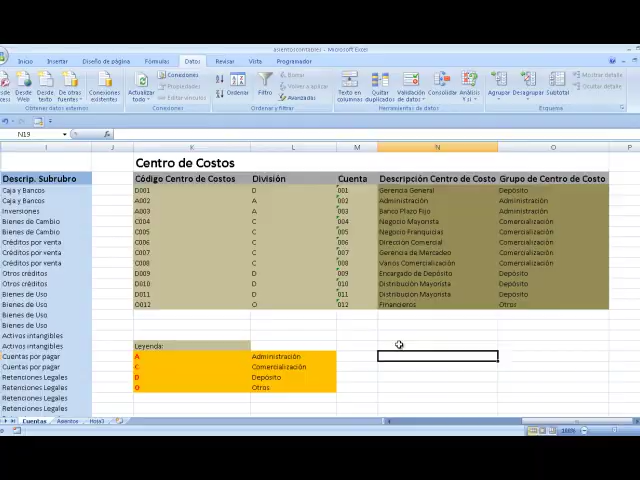 asientoscontables - Microsoft Excel
Inicio Insertar Diseño de página Fórmulas Datos Revisar Vista Programador
Desde Web Desde texto De otras fuentes Conexiones existentes Actualizar todo Conexiones Propiedades Editar vínculos Ordenar Filtro Borrar Volver a aplicar Avanzadas Texto en columnas Quitar duplicados Validación de datos Consolidar Análisis Y si Agrupar Desagrupar Subtotal Mostrar detalle Ocultar detalle
Obtener datos externos Conexiones Ordenar y filtrar Herramientas de datos Esquema
N19 fx
I J K L M N O P
Centro de Costos
Descrip. Subrubro Código Centro de Costos División Cuenta Descripción Centro de Costo Grupo de Centro de Costo
Caja y Bancos D001 D 001 Gerencia General Depósito
Caja y Bancos A002 A 002 Administración Administración
Inversiones A003 A 003 Banco Plazo Fijo Administración
Bienes de Cambio C004 C 004 Negocio Mayorista Comercialización
Bienes de Cambio C005 C 005 Negocio Franquicias Comercialización
Créditos por venta C006 C 006 Dirección Comercial Comercialización
Créditos por venta C007 C 007 Gerencia de Mercadeo Comercialización
Créditos por venta C008 C 008 Varios Comercialización Comercialización
Otros créditos D009 D 009 Encargado de Depósito Depósito
Otros créditos D010 D 010 Distribucion Mayorista Depósito
Bienes de Uso D011 D 011 Distribución Mayorista Depósito
Bienes de Uso O012 O 012 Financieros Otros
Bienes de Uso
Bienes de Uso
Activos intangibles
Activos intangibles Leyenda:
Cuentas por pagar A Administración
Cuentas por pagar C Comercialización
Retenciones Legales D Depósito
Retenciones Legales O Otros
Retenciones Legales
Retenciones Legales
Cuentas Asientos Hoja3
100%